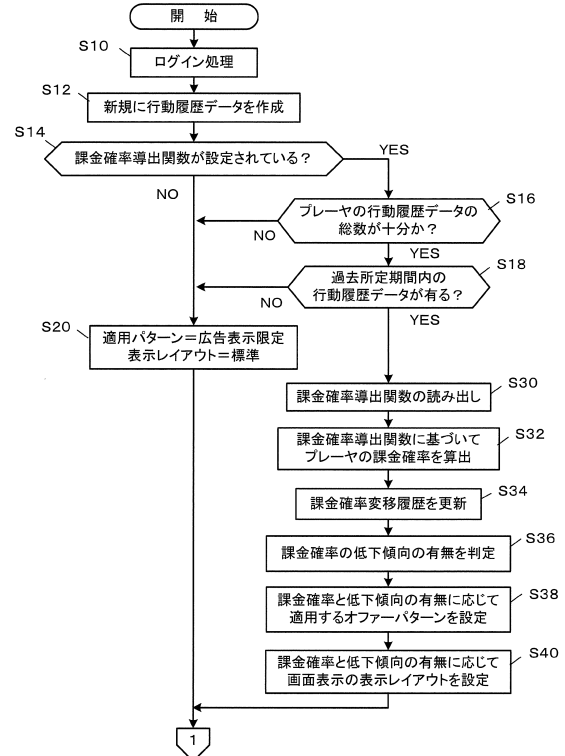 開　始
S10
ログイン処理
S12
新規に行動履歴データを作成
S14
課金確率導出関数が設定されている？
YES
NO
S16
プレーヤの行動履歴データの
総数が十分か？
NO
YES
S18
過去所定期間内の
行動履歴データが有る？
NO
YES
S20
適用パターン＝広告表示限定
表示レイアウト＝標準
S30
課金確率導出関数の読み出し
S32
課金確率導出関数に基づいて
プレーヤの課金確率を算出
S34
課金確率変移履歴を更新
S36
課金確率の低下傾向の有無を判定
S38
課金確率と低下傾向の有無に応じて
適用するオファーパターンを設定
S40
課金確率と低下傾向の有無に応じて
画面表示の表示レイアウトを設定
1